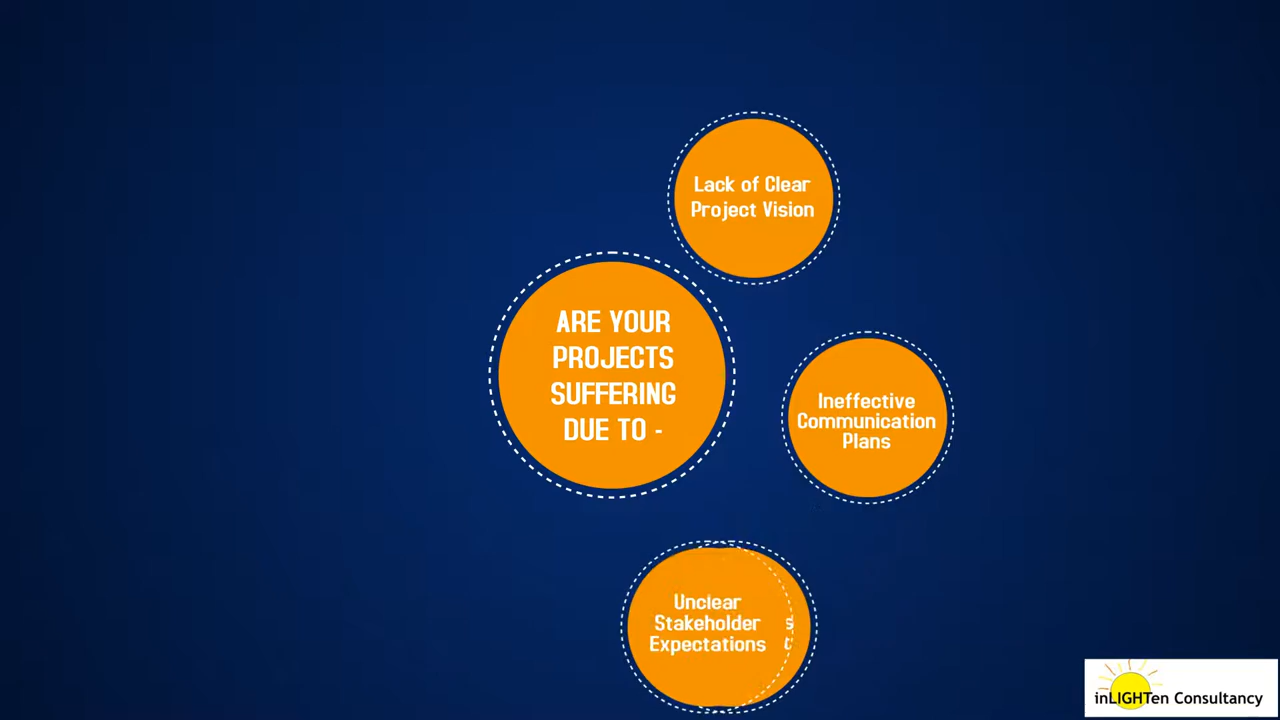 Lack of Clear
Project Vision
ARE YOUR
PROJECTS
SUFFERING
DUE TO -
Ineffective
Communication
Plans
Unclear
Stakeholder
Expectations
inLIGHTen Consultancy